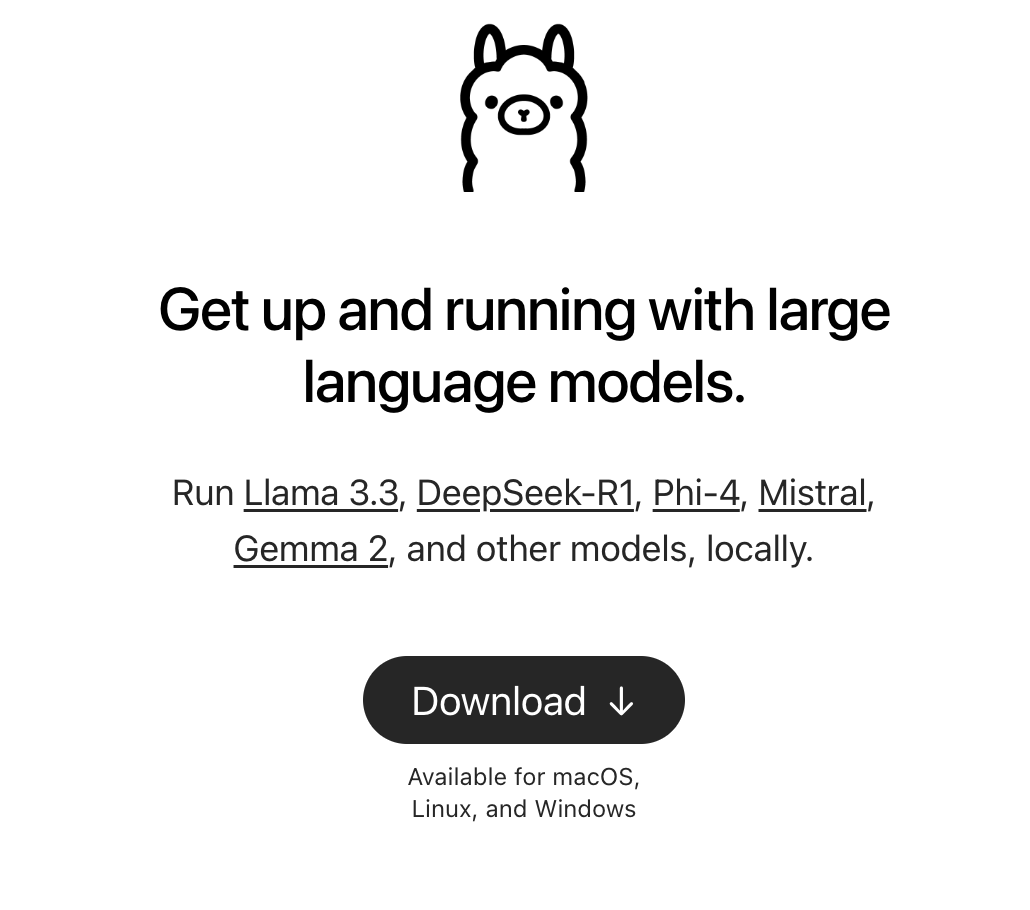 Get up and running with large
language models.
Run Llama 3.3, DeepSeek-R1, Phi-4, Mistral,
Gemma 2, and other models, locally.
Download ↓
Available for macOS,
Linux, and Windows